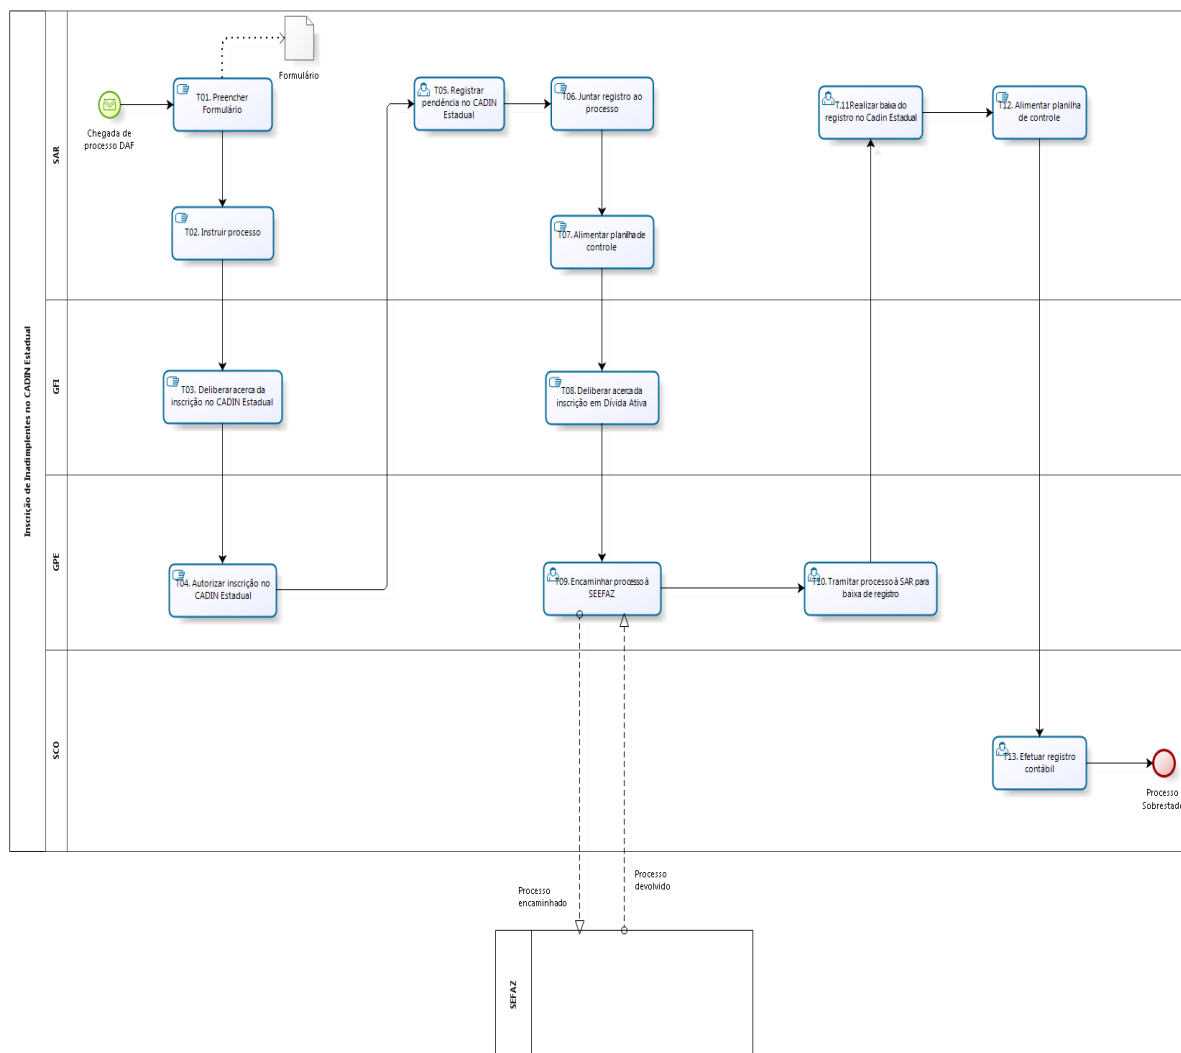 Inscrição de Inadimplentes no CADIN Estadual
SAR
Chegada de
processo DAF
T01. Preencher
Formulário
Formulário
T02. Instruir processo
T05. Registrar
pendência no CADIN
Estadual
T06. Juntar registro ao
processo
T07. Alimentar planilha de
controle
T.11Realizar baixa do
registro no Cadin Estadual
T12. Alimentar planilha
de controle
GFI
T03. Deliberar acerca da
inscrição no CADIN Estadual
T08. Deliberar acerca da
inscrição em Dívida Ativa
GPE
T04. Autorizar inscrição no
CADIN Estadual
T09. Encaminhar processo à
SEEFAZ
T10. Tramitar processo à SAR para
baixa de registro
SCO
T13. Efetuar registro
contábil
Processo
Sobrestado
Processo
encaminhado
Processo
devolvido
SEFAZ